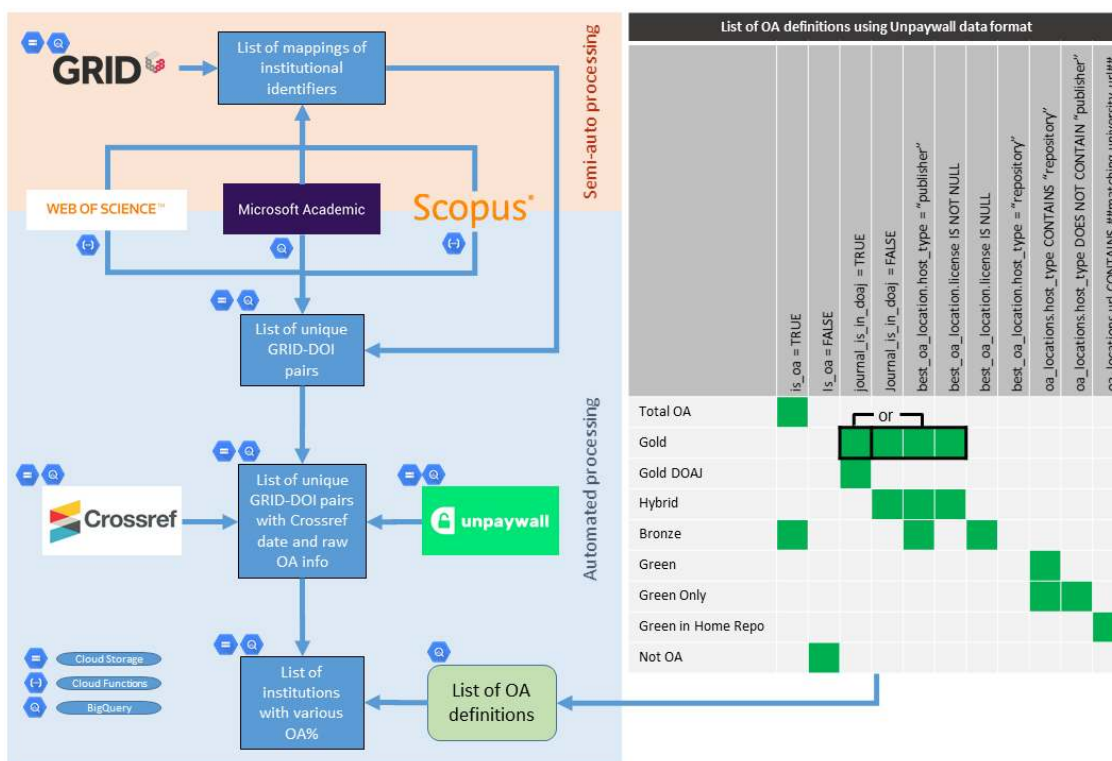 GRID
List of mappings of
institutional
identifiers
Semi-auto processing
WEB OF SCIENCE™
Microsoft Academic
Scopus®
List of unique
GRID-DOI
pairs
Automated processing
Crossref
List of unique
GRID-DOI pairs
with Crossref
date and raw
OA info
unpaywall
Cloud Storage
Cloud Functions
BigQuery
List of
institutions
with various
OA%
List of OA
definitions
List of OA definitions using Unpaywall data format
is_oa = TRUE
Is_oa = FALSE
journal_is_in_doaj = TRUE
Journal_is_in_doaj = FALSE
best_oa_location.host_type = "publisher"
best_oa_location.license IS NOT NULL
best_oa_location.license IS NULL
best_oa_location.host_type = "repository"
oa_locations.host_type CONTAINS "repository"
oa_locations.host_type DOES NOT CONTAIN "publisher"
Total OA
or
Gold
Gold DOAJ
Hybrid
Bronze
Green
Green Only
Green in Home Repo
Not OA